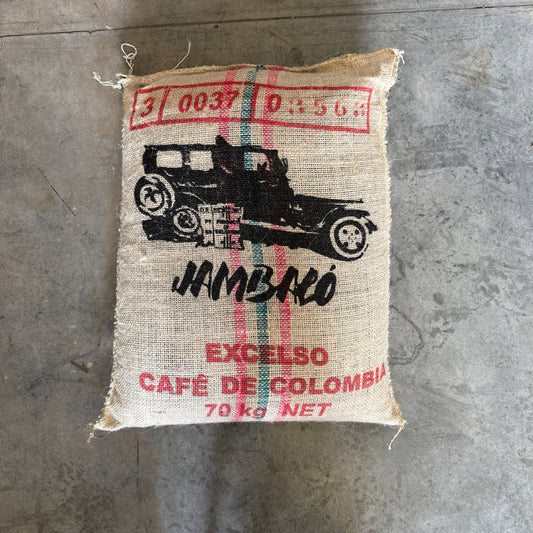 3 0037
JAMBALÓ
EXCELSO
CAFÉ DE COLOMBIA
70 kg NET